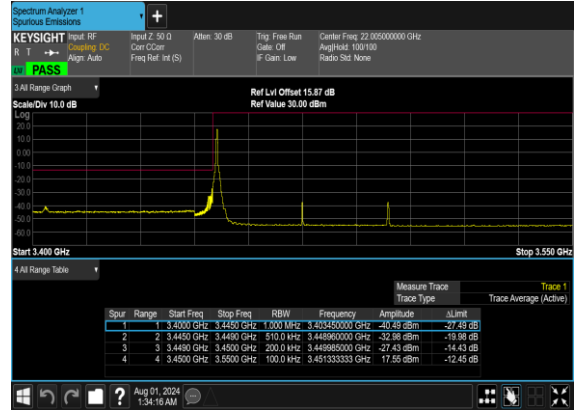 Spectrum Analyzer 1
Spurious Emissions
+
KEYSIGHT Input: RF Input Z: 50 Ω Atten: 30 dB Trig: Free Run Center Freq: 22.005000000 GHz
R T Coupling: DC Corr CCorr Gate: Off Avg|Hold: 100/100
Align: Auto Freq Ref: Int (S) IF Gain: Low Radio Std: None
PASS
3 All Range Graph
Ref Lvl Offset 15.87 dB
Scale/Div 10.0 dB Ref Value 30.00 dBm
Log
20.0
10.0
0.00
-10.0
-20.0
-30.0
-40.0
-50.0
-60.0
Start 3.400 GHz Stop 3.550 GHz
4 All Range Table
Measure Trace Trace 1
Trace Type Trace Average (Active)
Spur Range Start Freq Stop Freq RBW Frequency Amplitude ΔLimit
1 1 3.4000 GHz 3.4450 GHz 1.000 MHz 3.403450000 GHz -40.49 dBm -27.49 dB
2 2 3.4450 GHz 3.4490 GHz 510.0 kHz 3.448960000 GHz -32.98 dBm -19.98 dB
3 3 3.4490 GHz 3.4500 GHz 200.0 kHz 3.449985000 GHz -27.43 dBm -14.43 dB
4 4 3.4500 GHz 3.5500 GHz 100.0 kHz 3.451333333 GHz 17.55 dBm -12.45 dB
? Aug 01, 2024
1:34:16 AM